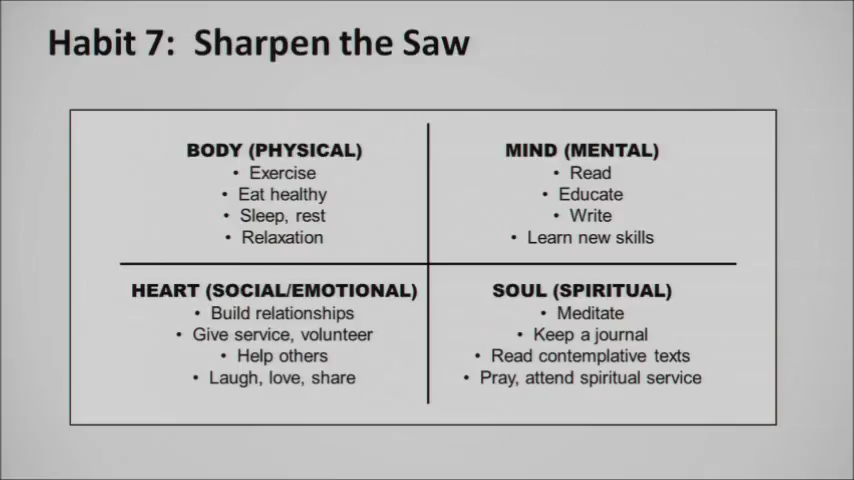 Habit 7: Sharpen the Saw
BODY (PHYSICAL)
• Exercise
• Eat healthy
• Sleep, rest
• Relaxation
MIND (MENTAL)
• Read
• Educate
• Write
• Learn new skills
HEART (SOCIAL/EMOTIONAL)
• Build relationships
• Give service, volunteer
• Help others
• Laugh, love, share
SOUL (SPIRITUAL)
• Meditate
• Keep a journal
• Read contemplative texts
• Pray, attend spiritual service